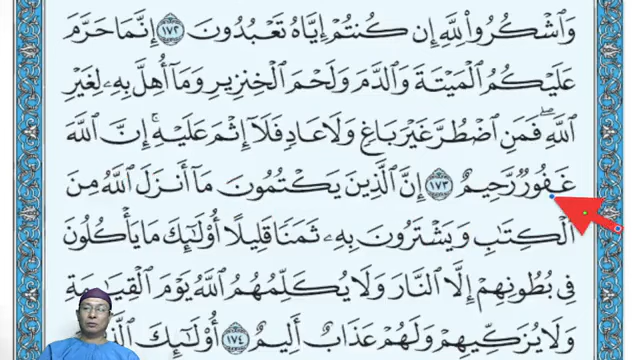 وَٱشْكُرُوا۟ لِلَّهِ إِن كُنتُمْ إِيَّاهُ تَعْبُدُونَ ١٧٢ إِنَّمَا حَرَّمَ
عَلَيْكُمُ ٱلْمَيْتَةَ وَٱلدَّمَ وَلَحْمَ ٱلْخِنزِيرِ وَمَآ أُهِلَّ بِهِۦ لِغَيْرِ
ٱللَّهِ ۖ فَمَنِ ٱضْطُرَّ غَيْرَ بَاغٍ وَلَا عَادٍ فَلَآ إِثْمَ عَلَيْهِ ۚ إِنَّ ٱللَّهَ
غَفُورٌ رَّحِيمٌ ١٧٣ إِنَّ ٱلَّذِينَ يَكْتُمُونَ مَآ أَنزَلَ ٱللَّهُ مِنَ
ٱلْكِتَٰبِ وَيَشْتَرُونَ بِهِۦ ثَمَنًا قَلِيلًا أُو۟لَٰٓئِكَ مَا يَأْكُلُونَ
فِى بُطُونِهِمْ إِلَّا ٱلنَّارَ وَلَا يُكَلِّمُهُمُ ٱللَّهُ يَوْمَ ٱلْقِيَٰمَةِ
وَلَا يُزَكِّيهِمْ وَلَهُمْ عَذَابٌ أَلِيمٌ ١٧٤ أُو۟لَٰٓئِكَ